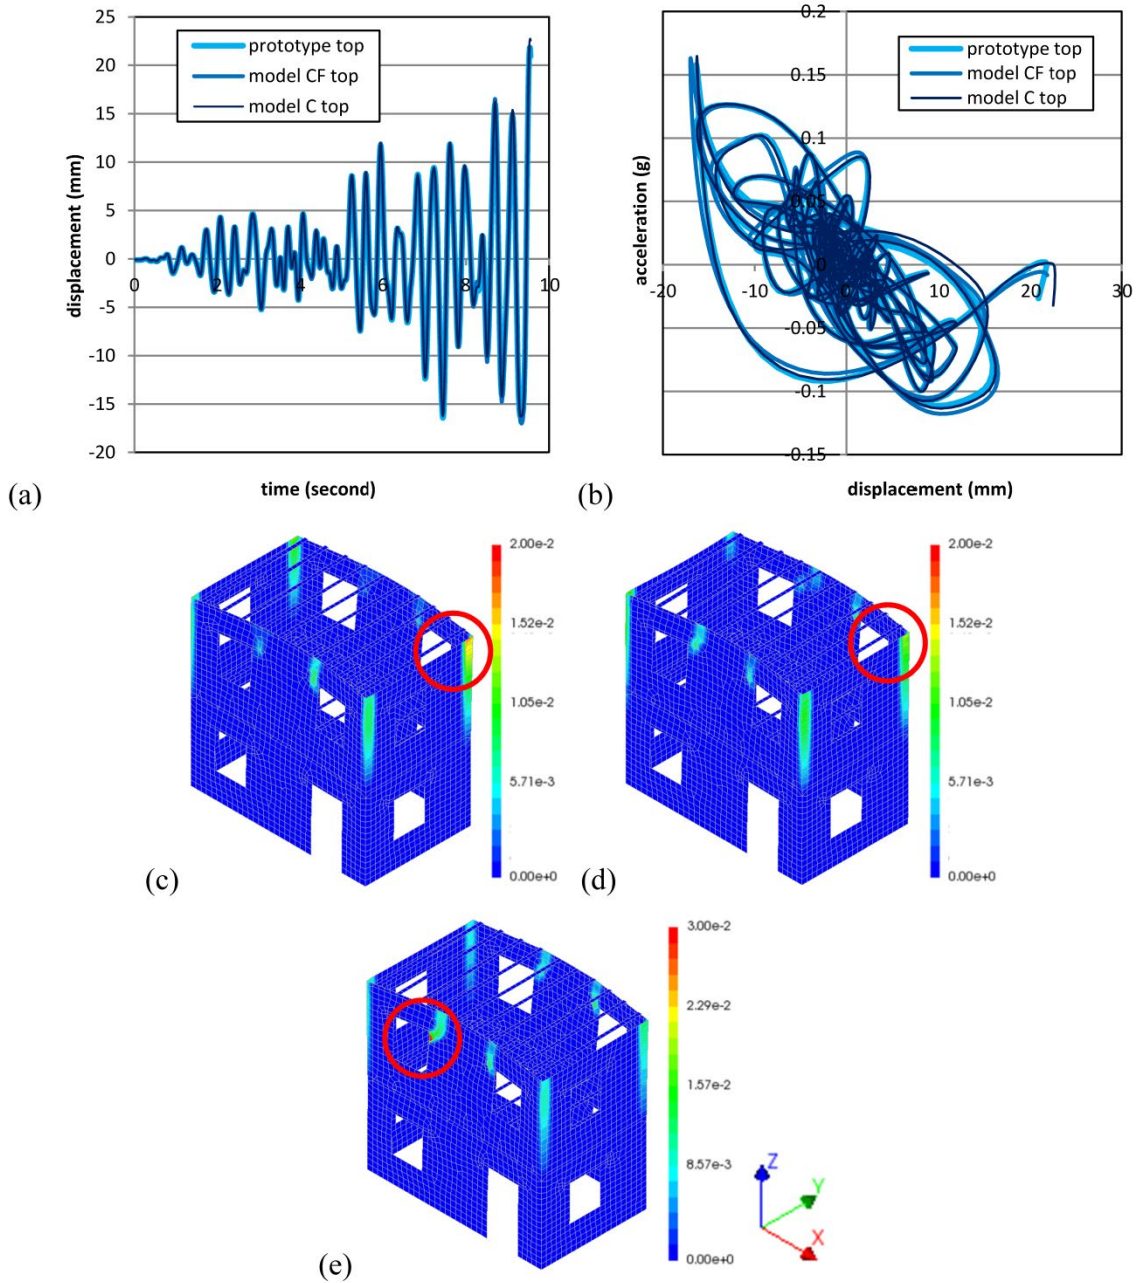 25
20
15
10
5
0
-5
-10
-15
-20
0
2
4
6
8
10
displacement (mm)
time (second)
prototype top
model CF top
model C top
(a)
0.2
0.15
0.1
0.05
0
-0.05
-0.1
-0.15
-20
-10
0
10
20
30
acceleration (g)
displacement (mm)
prototype top
model CF top
model C top
(b)
2.00e-2
1.52e-2
1.05e-2
5.71e-3
0.00e+0
(c)
2.00e-2
1.52e-2
1.05e-2
5.71e-3
0.00e+0
(d)
3.00e-2
2.29e-2
1.57e-2
8.57e-3
0.00e+0
(e)
Z
Y
X